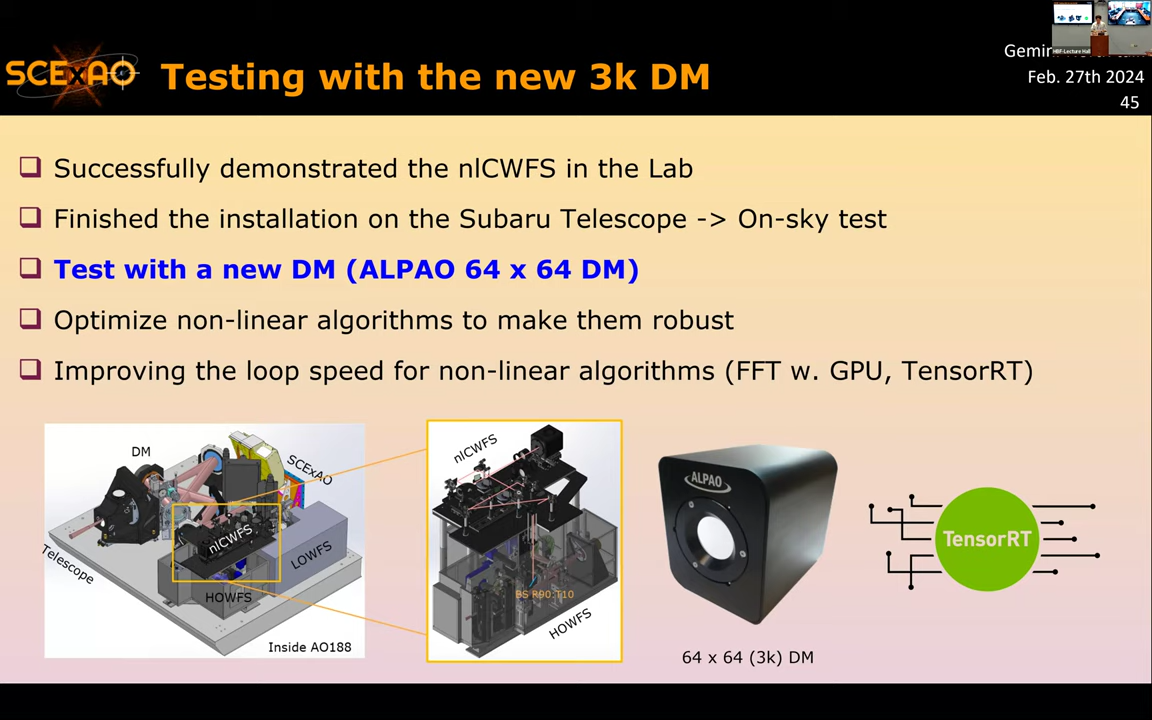 SCExAO
Testing with the new 3k DM
Feb. 27th 2024
45
Successfully demonstrated the nlCWFS in the Lab
Finished the installation on the Subaru Telescope -> On-sky test
Test with a new DM (ALPAO 64 x 64 DM)
Optimize non-linear algorithms to make them robust
Improving the loop speed for non-linear algorithms (FFT w. GPU, TensorRT)
DM
SCExAO
nlCWFS
LOWFS
Telescope
HOWFS
Inside AO188
nlCWFS
BS R90:T10
HOWFS
ALPAO
64 x 64 (3k) DM
TensorRT